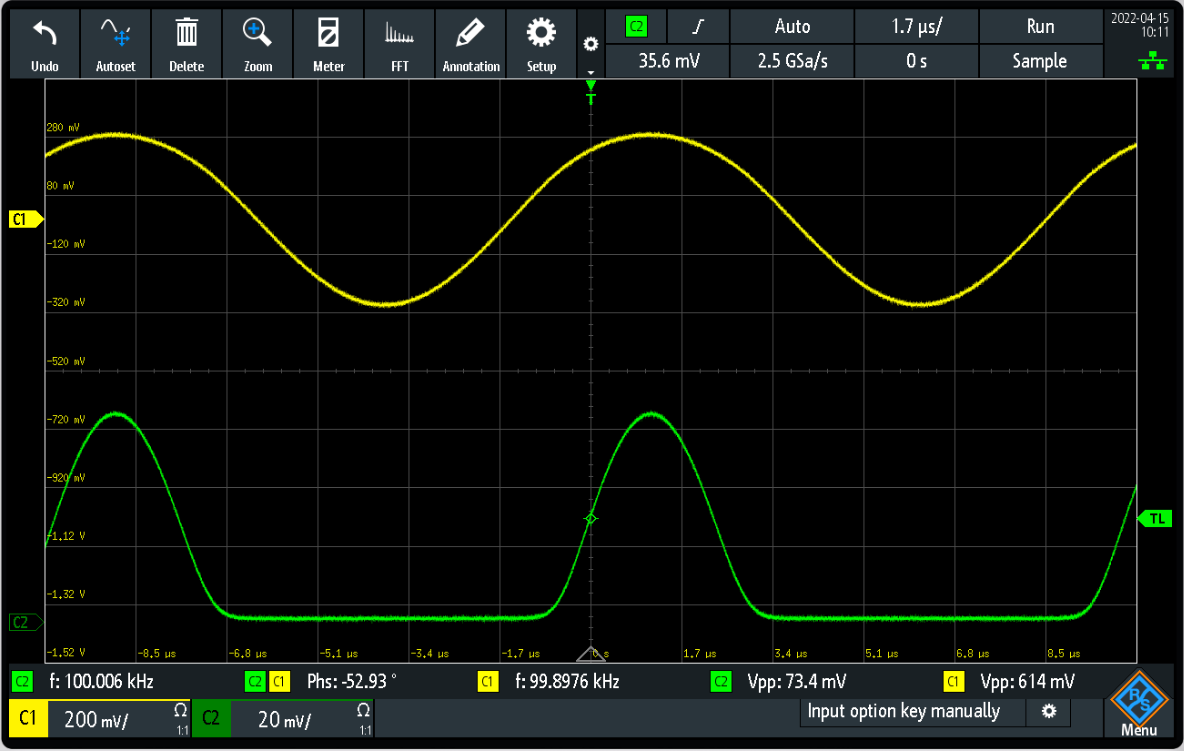 C2 Auto 1.7 µs/ Run 2022-04-15
10:11
Undo Autoset Delete Zoom Meter FFT Annotation Setup 35.6 mV 2.5 GSa/s 0 s Sample
T
280 mV
80 mV
C1
-120 mV
-320 mV
-520 mV
-720 mV
-920 mV
TL
-1,12 V
-1,32 V
C2
-1,52 V -8,5 µs -6,8 µs -5,1 µs -3,4 µs -1,7 µs 0 s 1,7 µs 3,4 µs 5,1 µs 6,8 µs 8,5 µs
C2 f: 100.006 kHz C2 C1 Phs: -52.93 ° C1 f: 99.8976 kHz C2 Vpp: 73.4 mV C1 Vpp: 614 mV
C1 200 mV/ Ω 1:1 C2 20 mV/ Ω 1:1 Input option key manually
R S
Menu